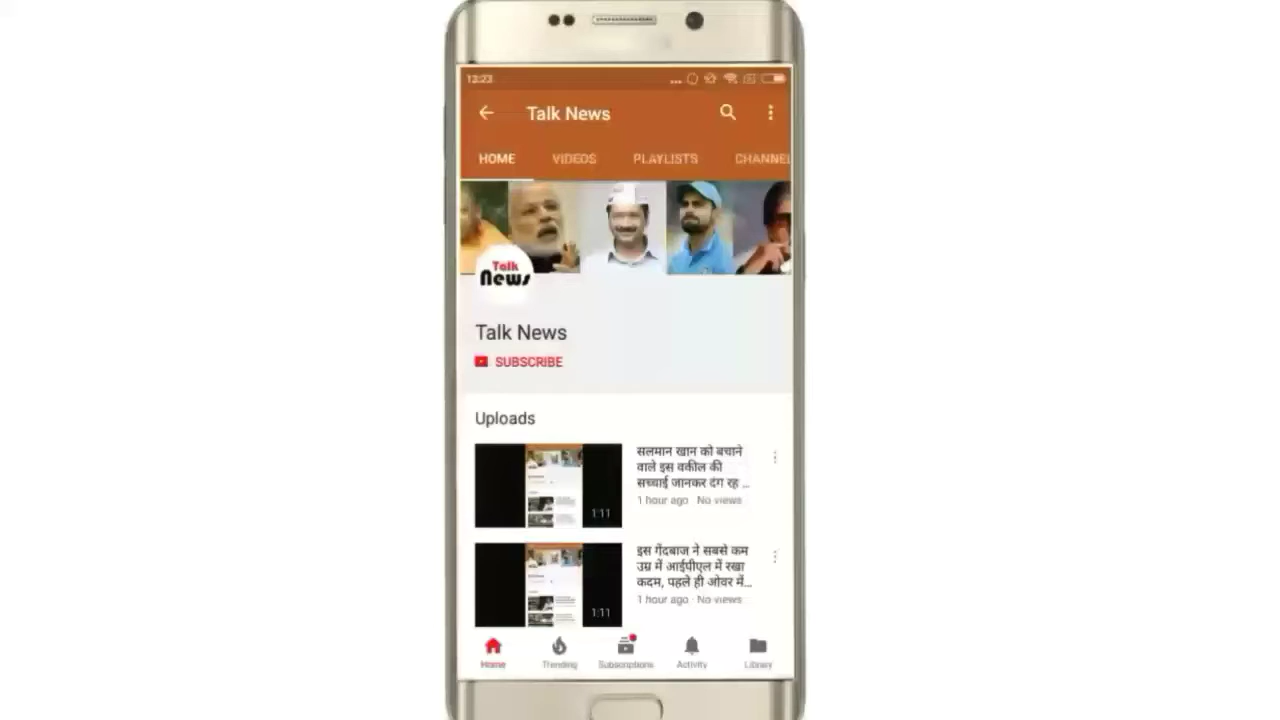 12:23
Talk News
HOME VIDEOS PLAYLISTS CHANNEL
Talk
News
Talk News
SUBSCRIBE
Uploads
सलमान खान को बचाने
वाले इस वकील की
सच्चाई जानकर दंग रह ...
1 hour ago · No views
1:11
इस गेंदबाज ने सबसे कम
उम्र में आईपीएल में रखा
कदम, पहले ही ओवर में...
1 hour ago · No views
1:11
Home Trending Subscriptions Activity Library